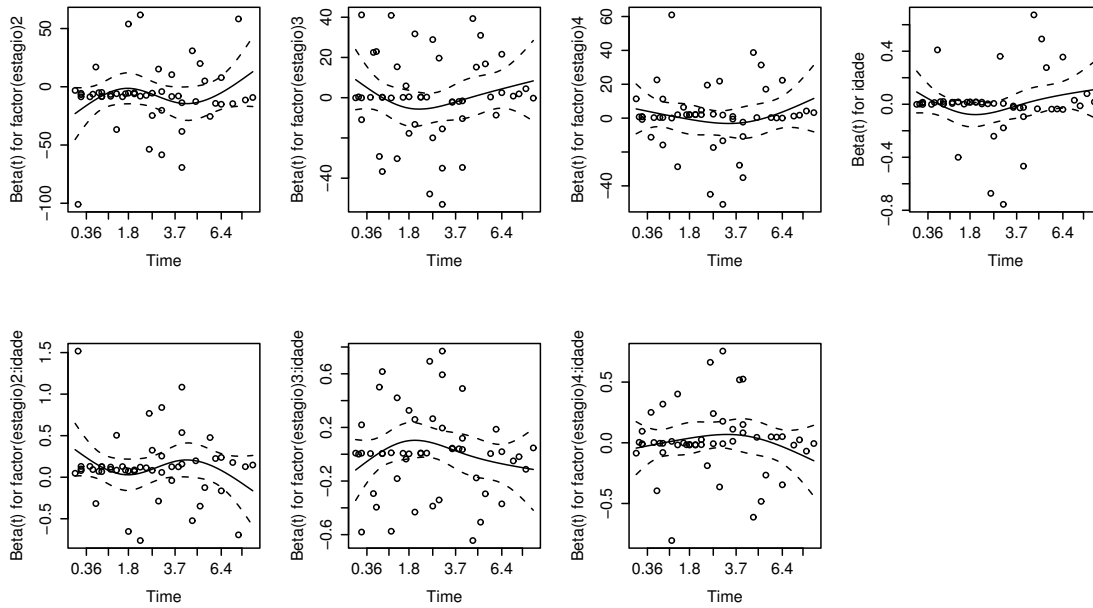 Beta(t) for factor(estagio)2
50
0
−50
−100
0.36 1.8 3.7 6.4
Time
Beta(t) for factor(estagio)3
40
20
0
−40
0.36 1.8 3.7 6.4
Time
Beta(t) for factor(estagio)4
60
40
20
0
−40
0.36 1.8 3.7 6.4
Time
Beta(t) for idade
0.4
0.0
−0.4
−0.8
0.36 1.8 3.7 6.4
Time
Beta(t) for factor(estagio)2:idade
1.5
1.0
0.5
0.0
−0.5
0.36 1.8 3.7 6.4
Time
Beta(t) for factor(estagio)3:idade
0.6
0.2
−0.2
−0.6
0.36 1.8 3.7 6.4
Time
Beta(t) for factor(estagio)4:idade
0.5
0.0
−0.5
0.36 1.8 3.7 6.4
Time